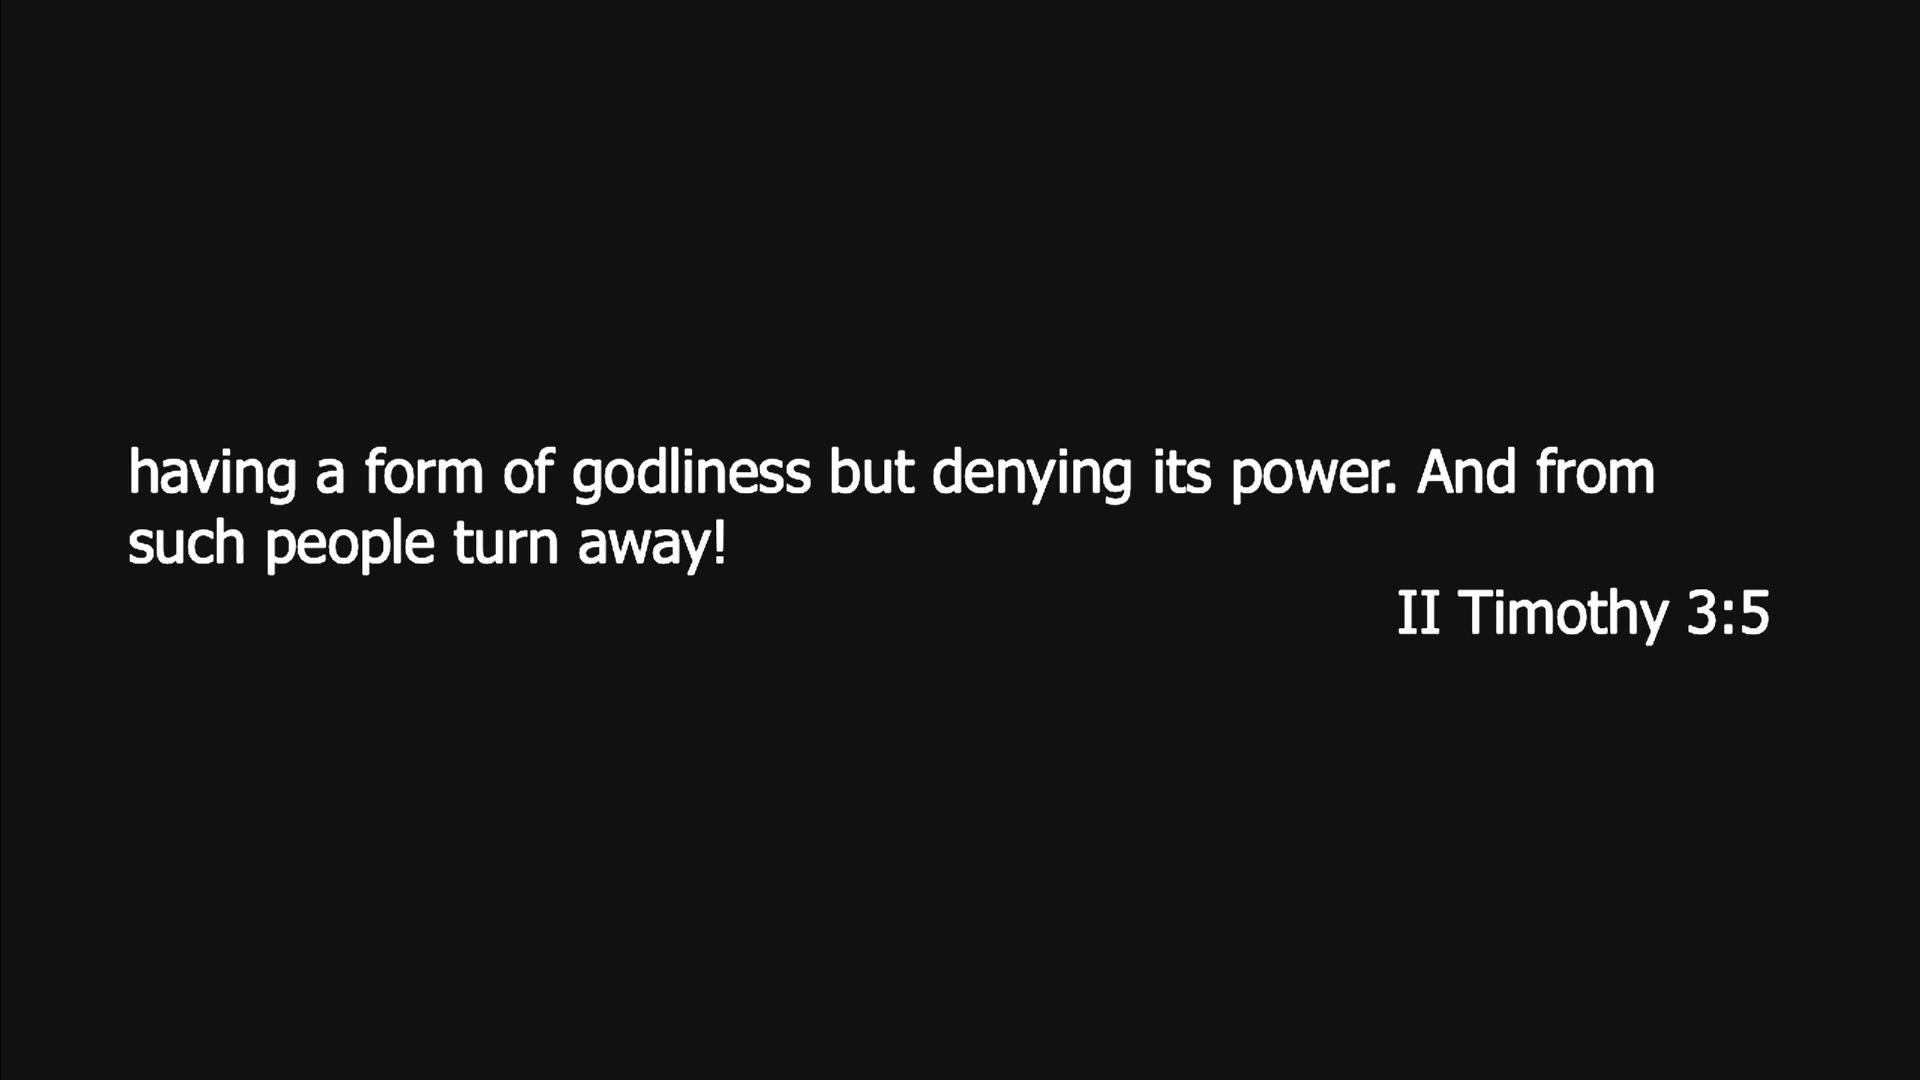 having a form of godliness but denying its power. And from
such people turn away!
II Timothy 3:5